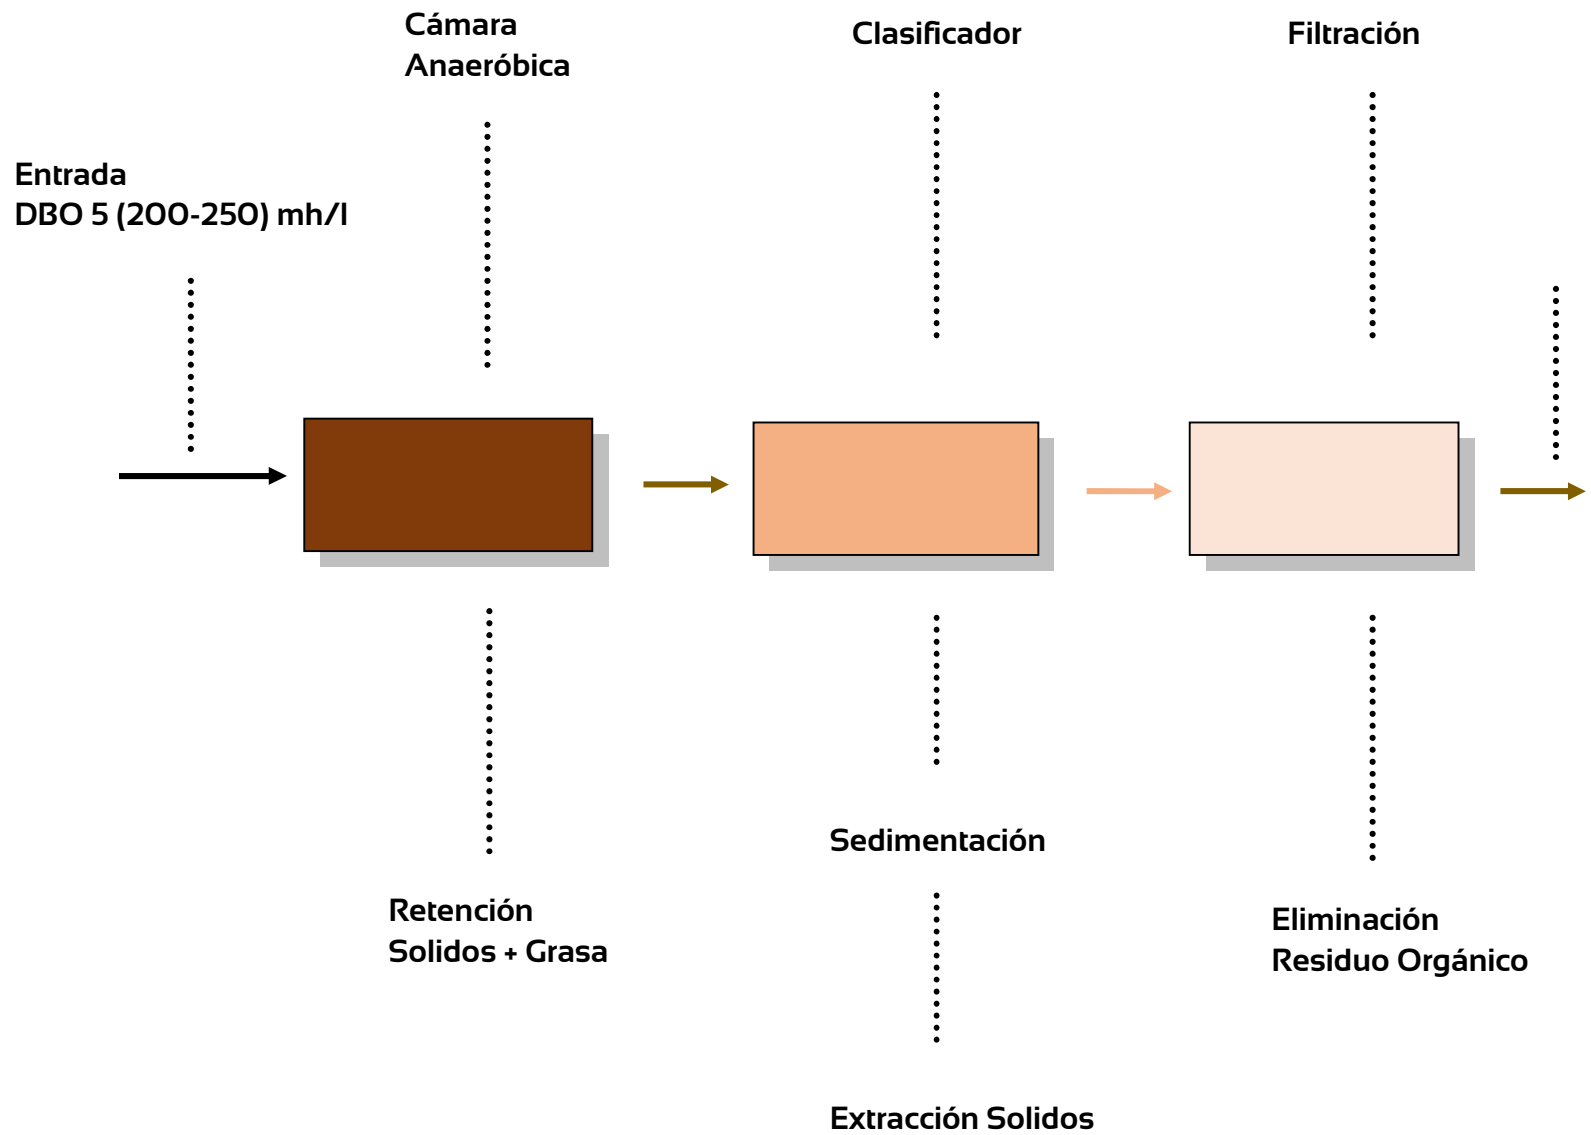 Cámara
Anaeróbica
Clasificador
Filtración
Entrada
DBO 5 (200-250) mh/l
Sedimentación
Retención
Solidos + Grasa
Eliminación
Residuo Orgánico
Extracción Solidos